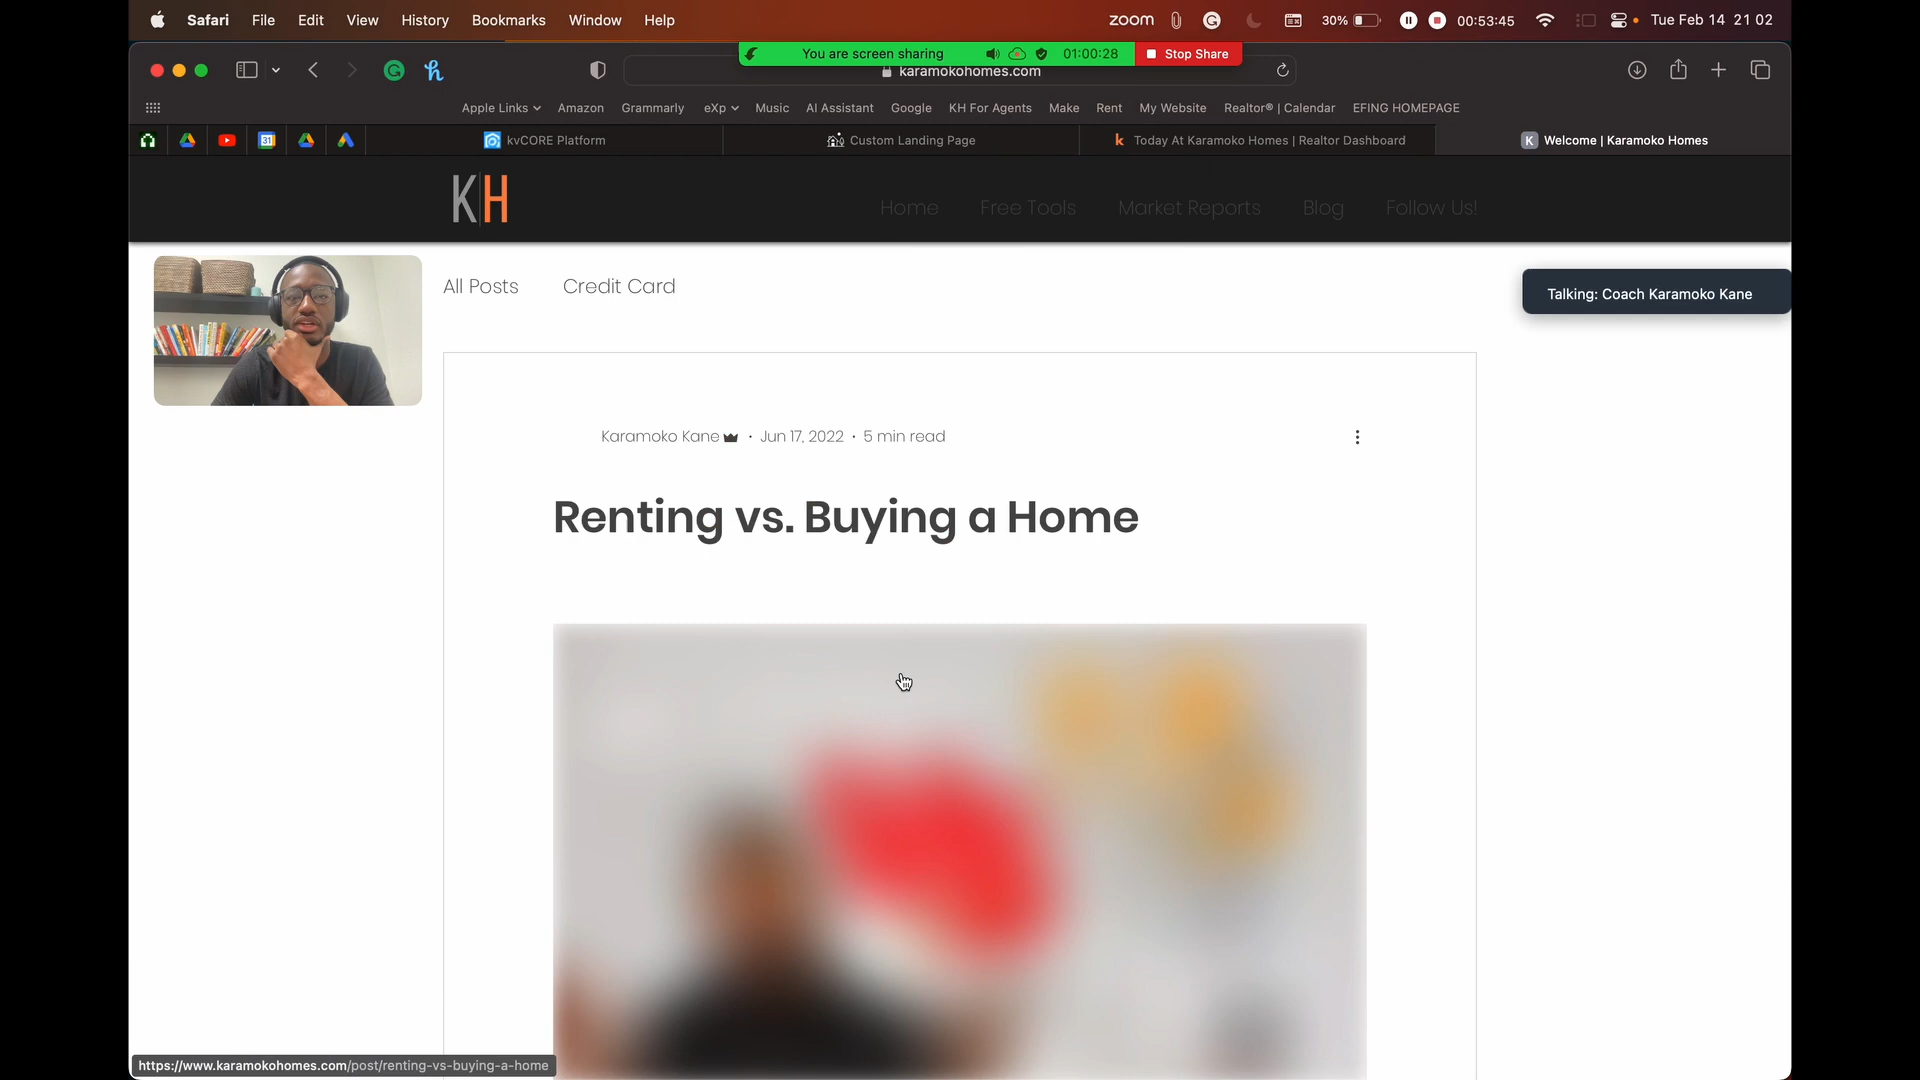 Safari File Edit View History Bookmarks Window Help zoom 30% 00:53:45 Tue Feb 14 21 02
You are screen sharing 01:00:28 Stop Share
karamokohomes.com
Apple Links Amazon Grammarly eXp Music AI Assistant Google KH For Agents Make Rent My Website Realtor® | Calendar EFING HOMEPAGE
31 kvCORE Platform Custom Landing Page k Today At Karamoko Homes | Realtor Dashboard K Welcome | Karamoko Homes
KH Home Free Tools Market Reports Blog Follow Us!
All Posts Credit Card
Talking: Coach Karamoko Kane
Karamoko Kane · Jun 17, 2022 · 5 min read
Renting vs. Buying a Home
https://www.karamokohomes.com/post/renting-vs-buying-a-home